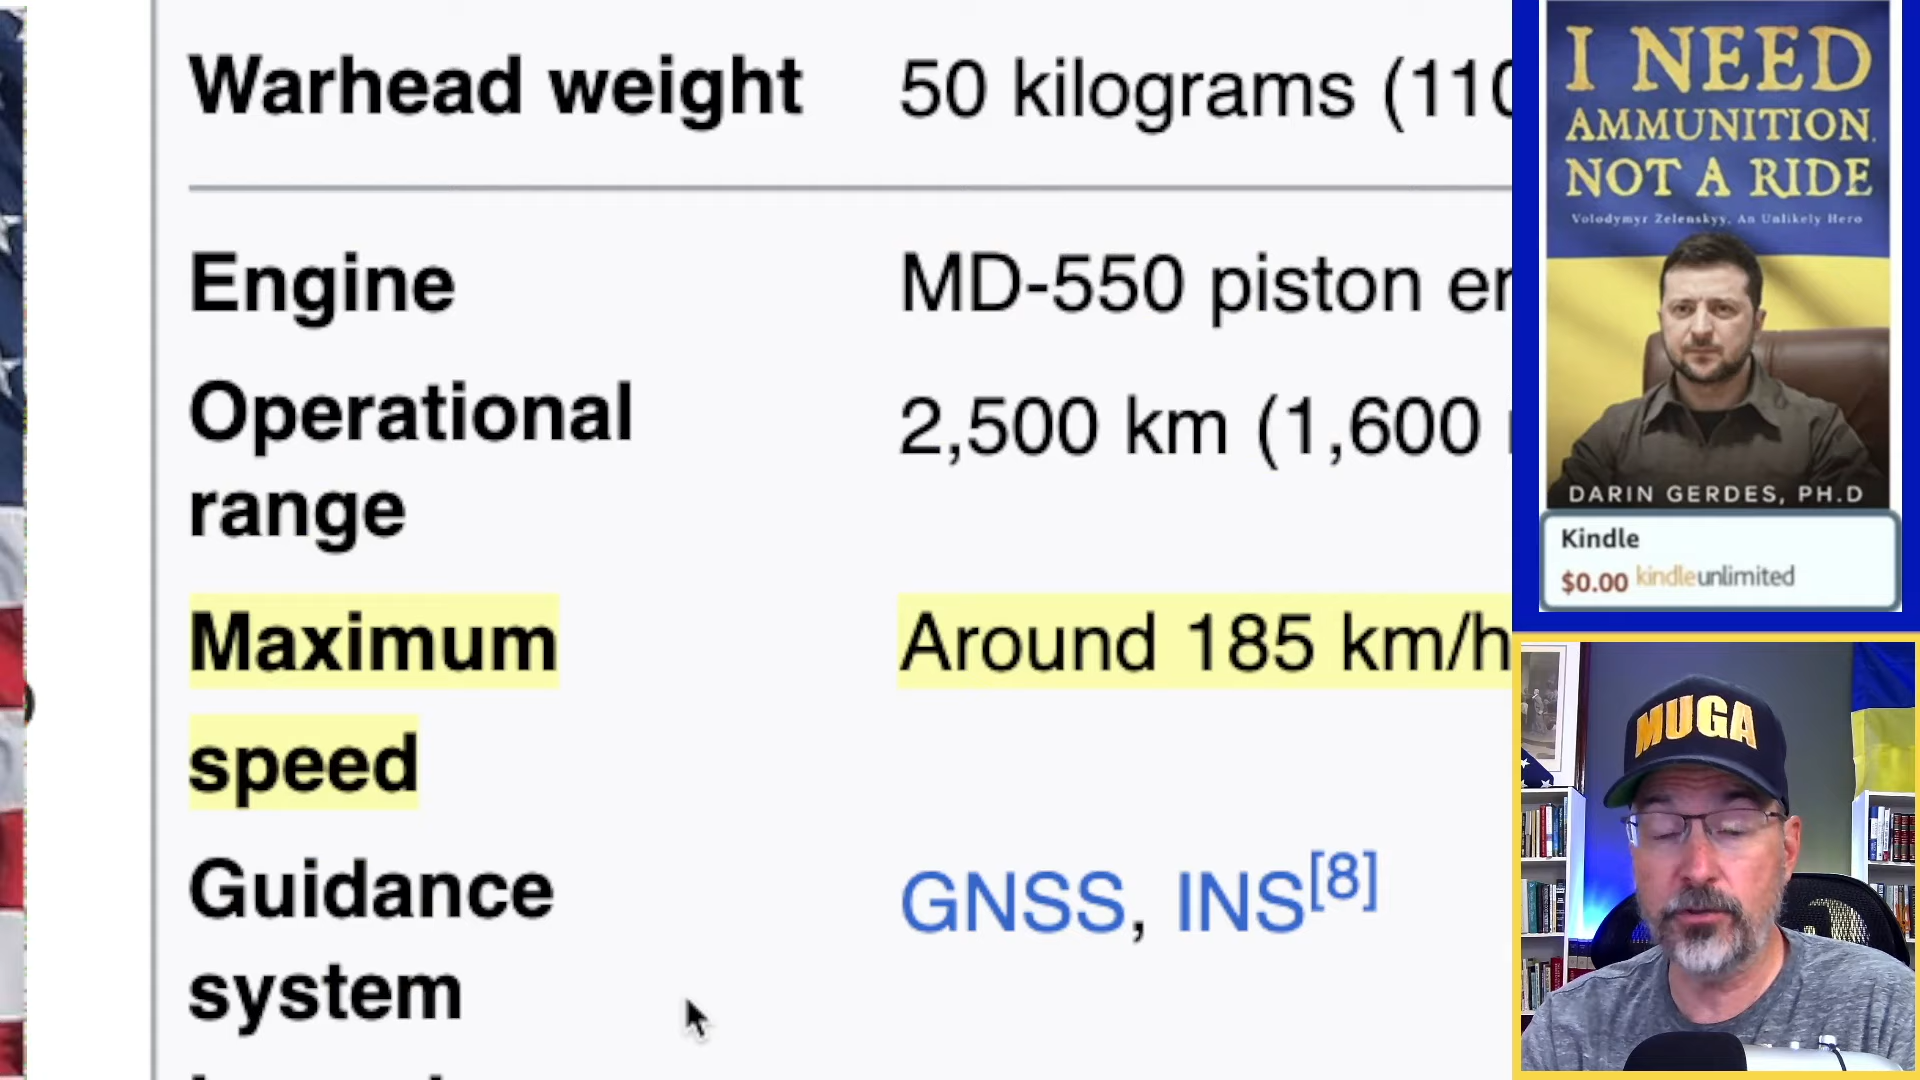 Warhead weight 50 kilograms (110
Engine MD-550 piston en
Operational 2,500 km (1,600
range
Maximum Around 185 km/h
speed
Guidance GNSS, INS[8]
system
I NEED
AMMUNITION,
NOT A RIDE
Volodymyr Zelenskyy, An Unlikely Hero
DARIN GERDES, PH.D
Kindle
$0.00 kindleunlimited
MUGA